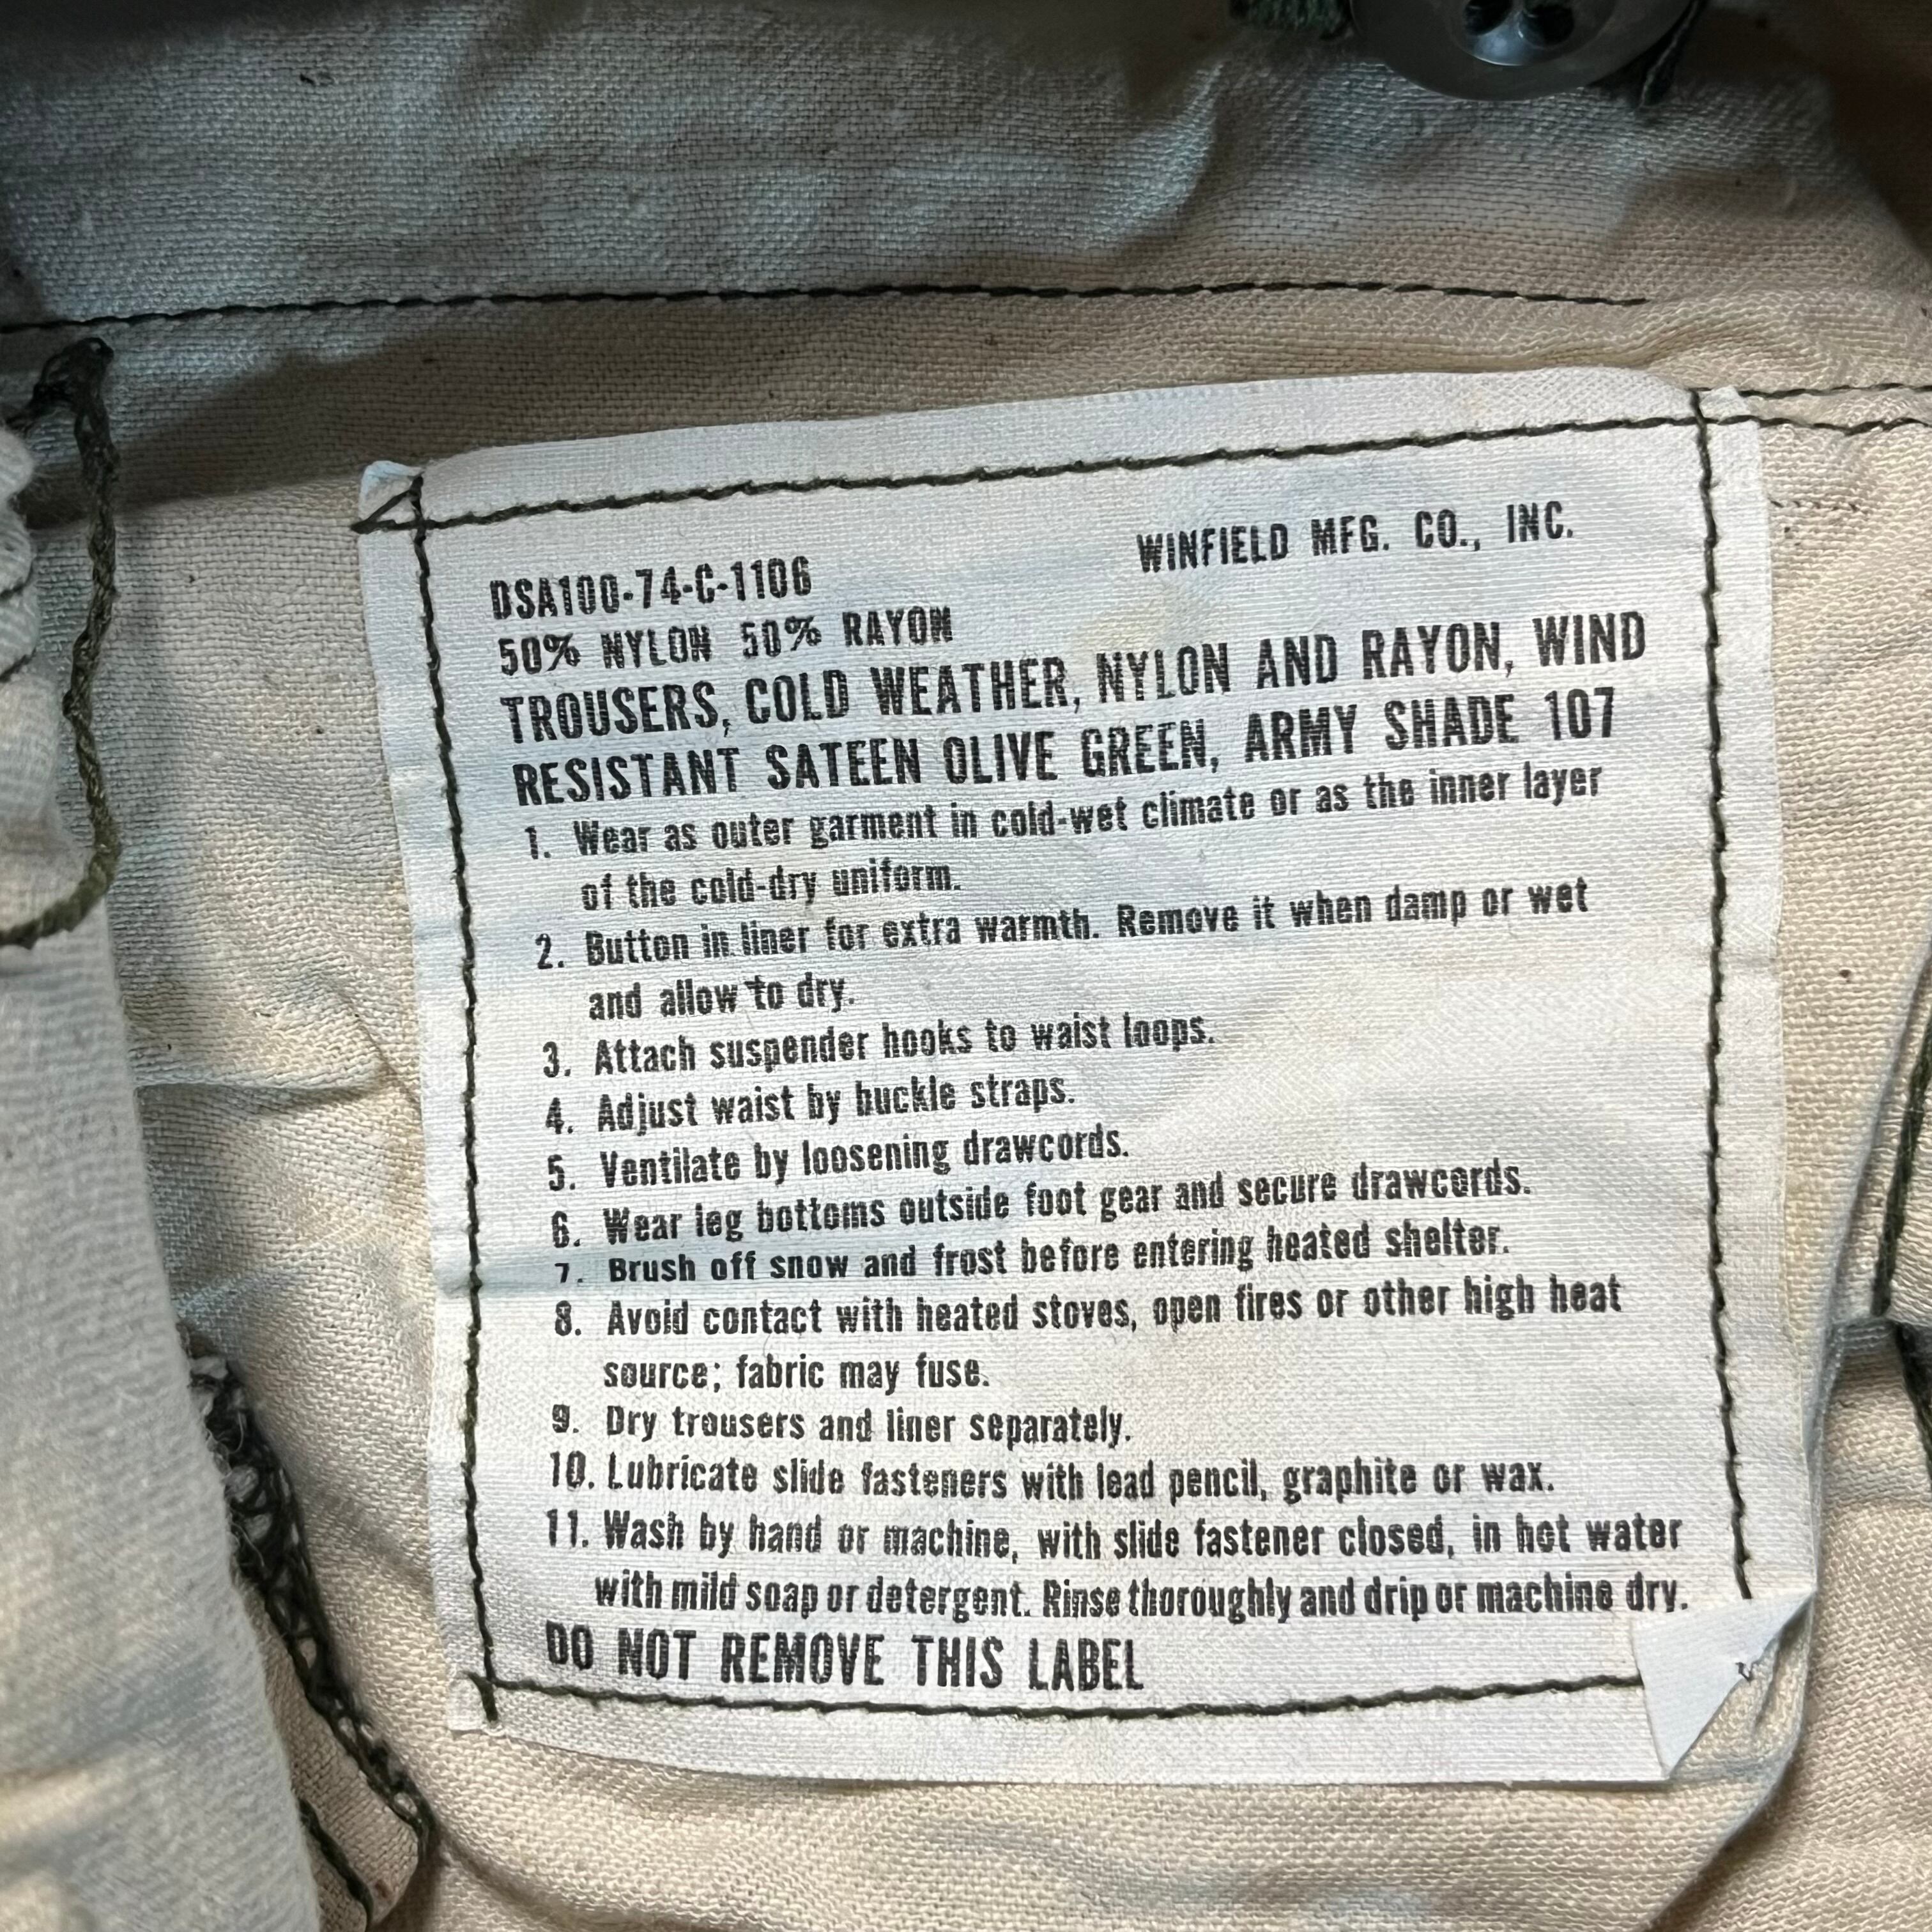 WINFIELD MFG. CO., INC.
DSA100-74-C-1106
50% NYLON 50% RAYON
TROUSERS, COLD WEATHER, NYLON AND RAYON, WIND
RESISTANT SATEEN OLIVE GREEN, ARMY SHADE 107
1. Wear as outer garment in cold-wet climate or as the inner layer
of the cold-dry uniform.
2. Button in liner for extra warmth. Remove it when damp or wet
and allow to dry.
3. Attach suspender hooks to waist loops.
4. Adjust waist by buckle straps.
5. Ventilate by loosening drawcords.
6. Wear leg bottoms outside foot gear and secure drawcords.
7. Brush off snow and frost before entering heated shelter.
8. Avoid contact with heated stoves, open fires or other high heat
source; fabric may fuse.
9. Dry trousers and liner separately.
10. Lubricate slide fasteners with lead pencil, graphite or wax.
11. Wash by hand or machine, with slide fastener closed, in hot water
with mild soap or detergent. Rinse thoroughly and drip or machine dry.
DO NOT REMOVE THIS LABEL